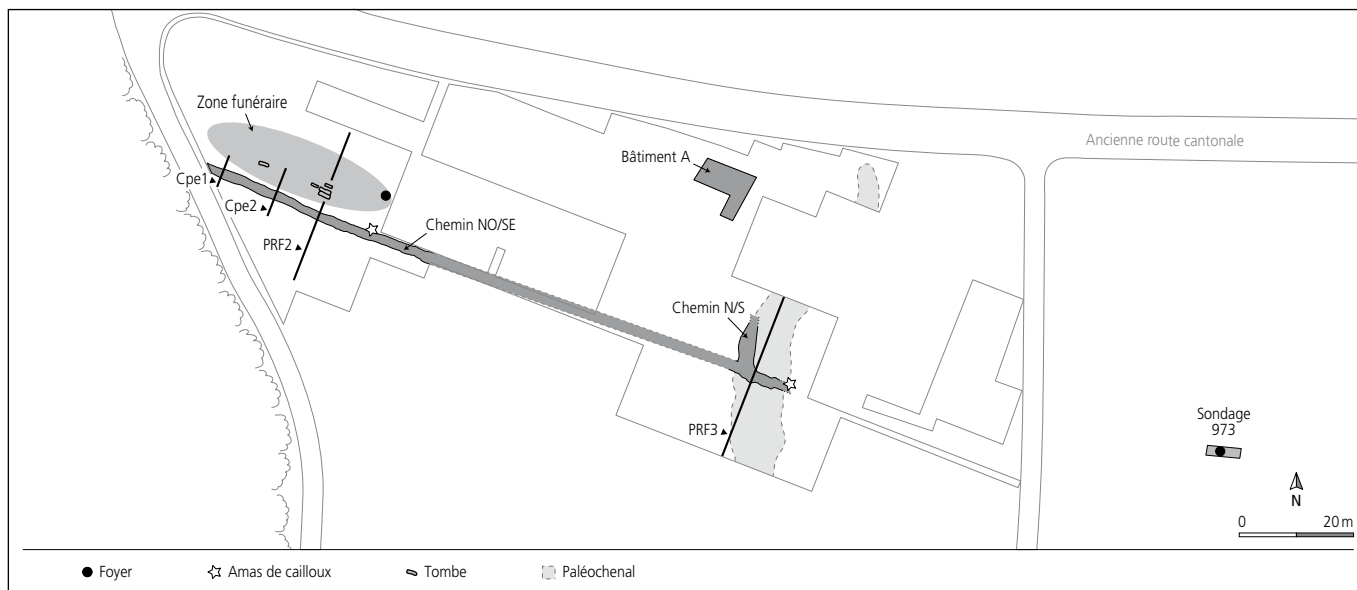 Zone funéraire
Ancienne route cantonale
Bâtiment A
Cpe1
Cpe2
Chemin NO/SE
PRF2
Chemin N/S
PRF3
Sondage
973
N
0 20 m
Foyer Amas de cailloux Tombe Paléochenal